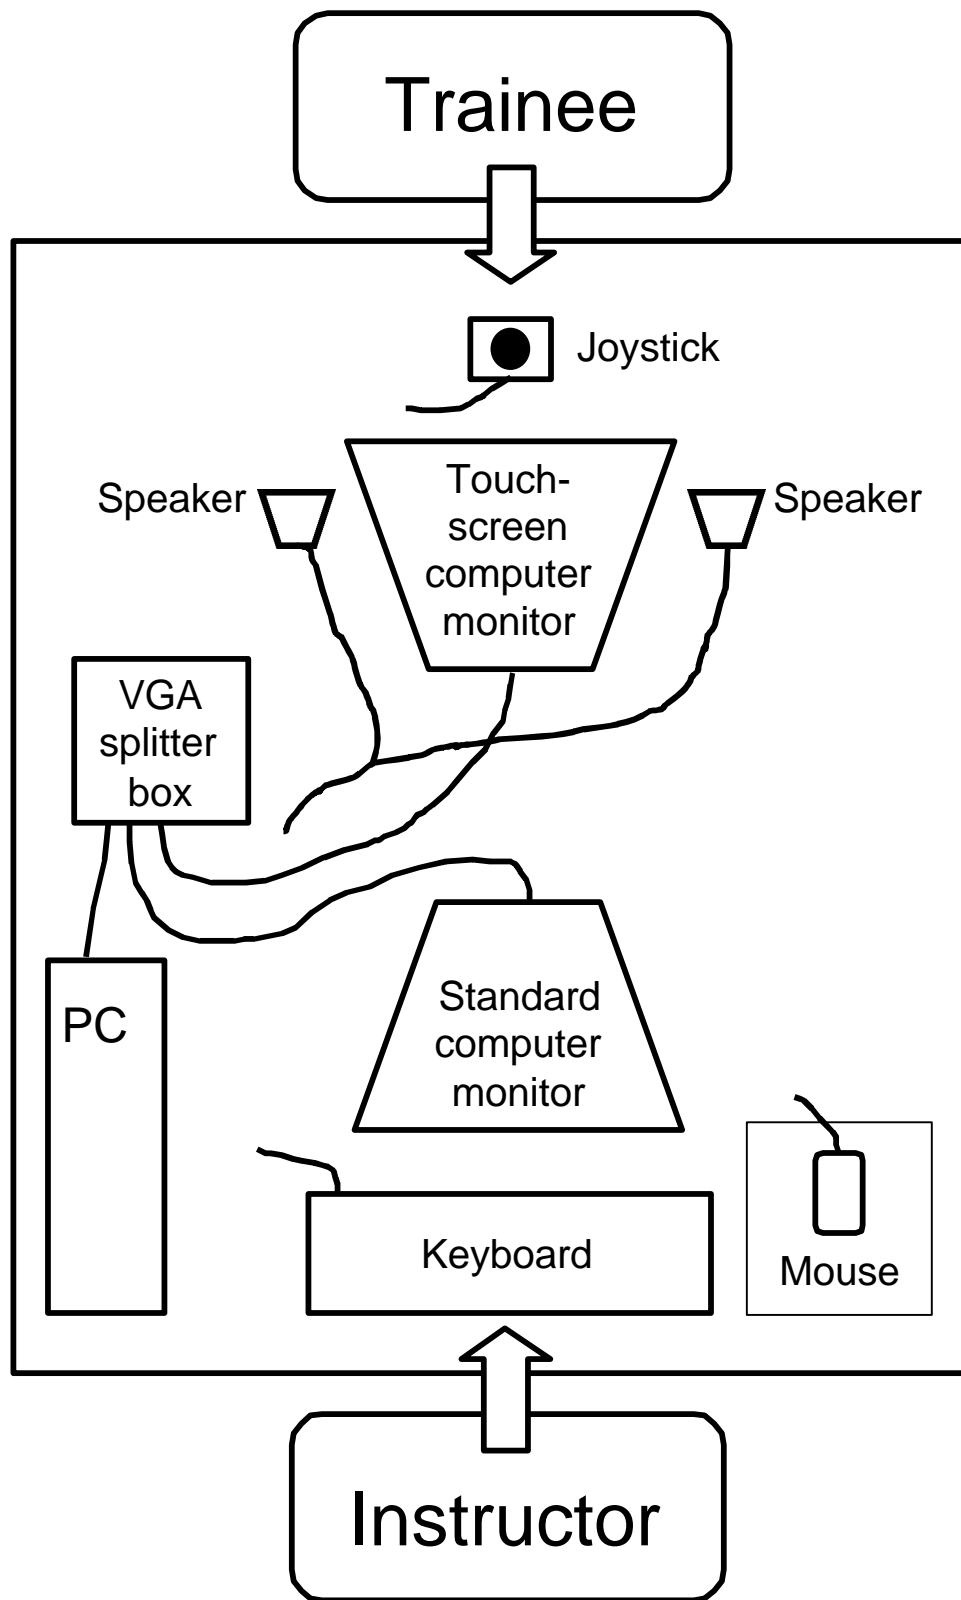 Trainee
Joystick
Speaker
Touch-
screen
computer
monitor
Speaker
VGA
splitter
box
PC
Standard
computer
monitor
Keyboard
Mouse
Instructor